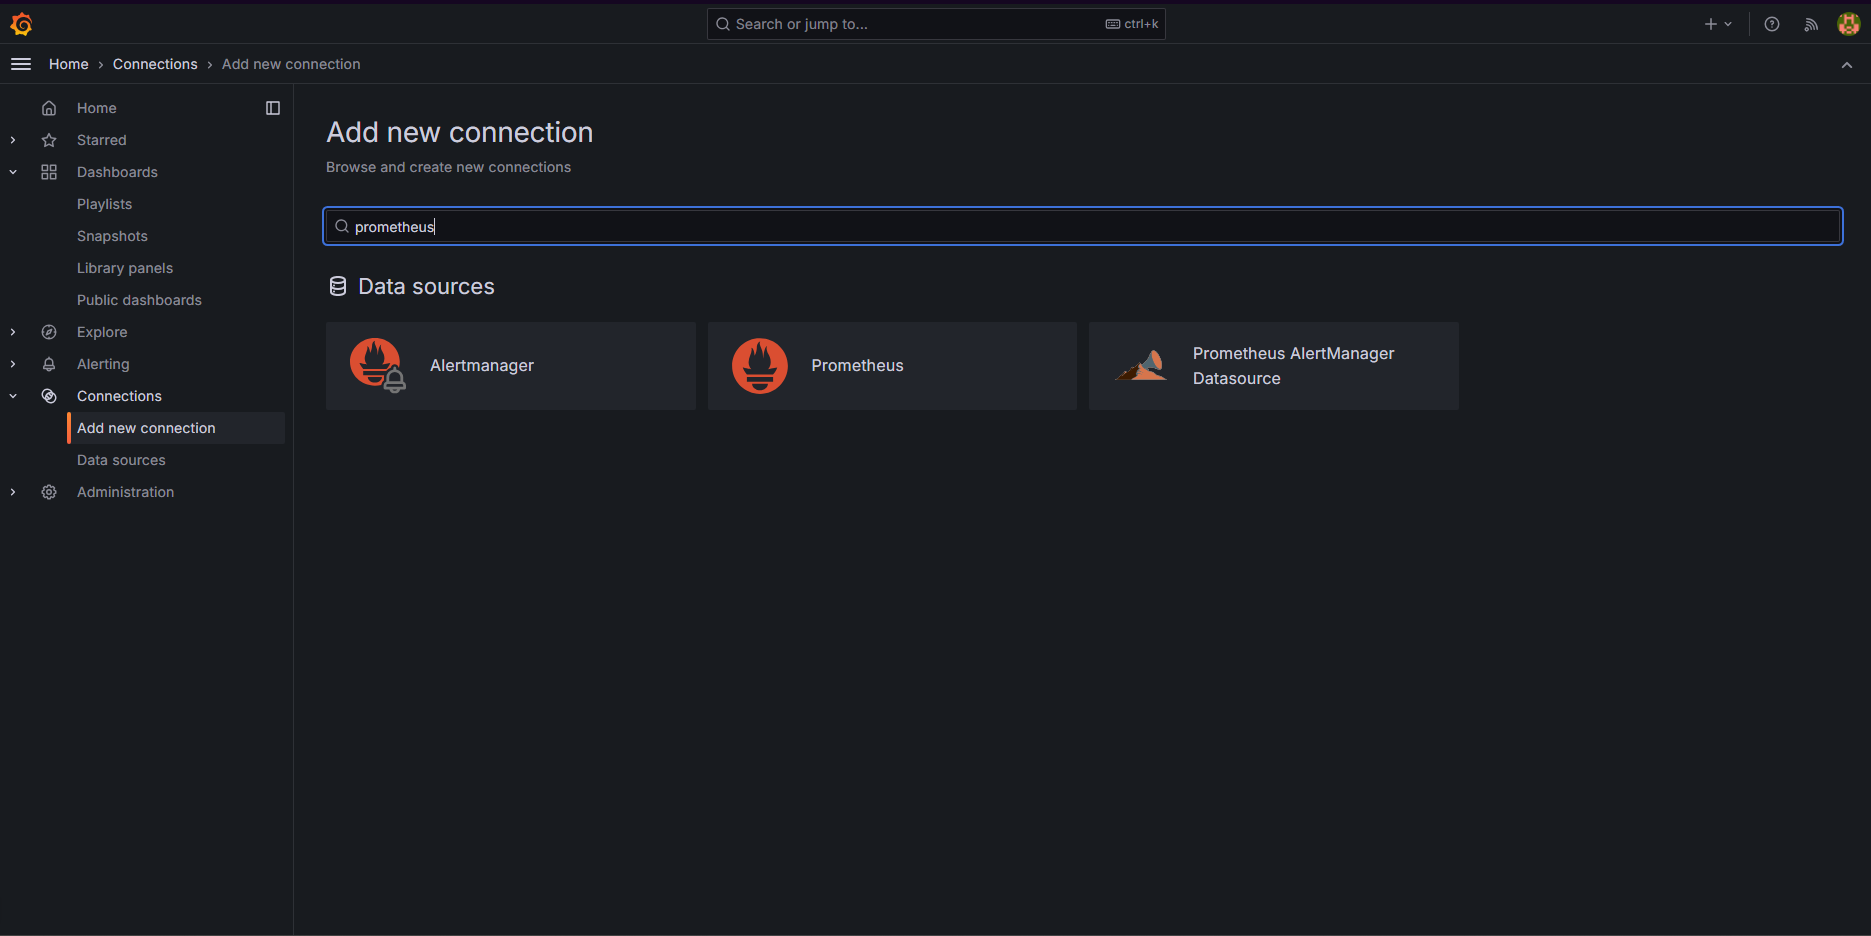 Search or jump to...
ctrl+k
Home
Connections
Add new connection
Home
Starred
Dashboards
Playlists
Snapshots
Library panels
Public dashboards
Explore
Alerting
Connections
Add new connection
Data sources
Administration
Add new connection
Browse and create new connections
prometheus
Data sources
Alertmanager
Prometheus
Prometheus AlertManager
Datasource